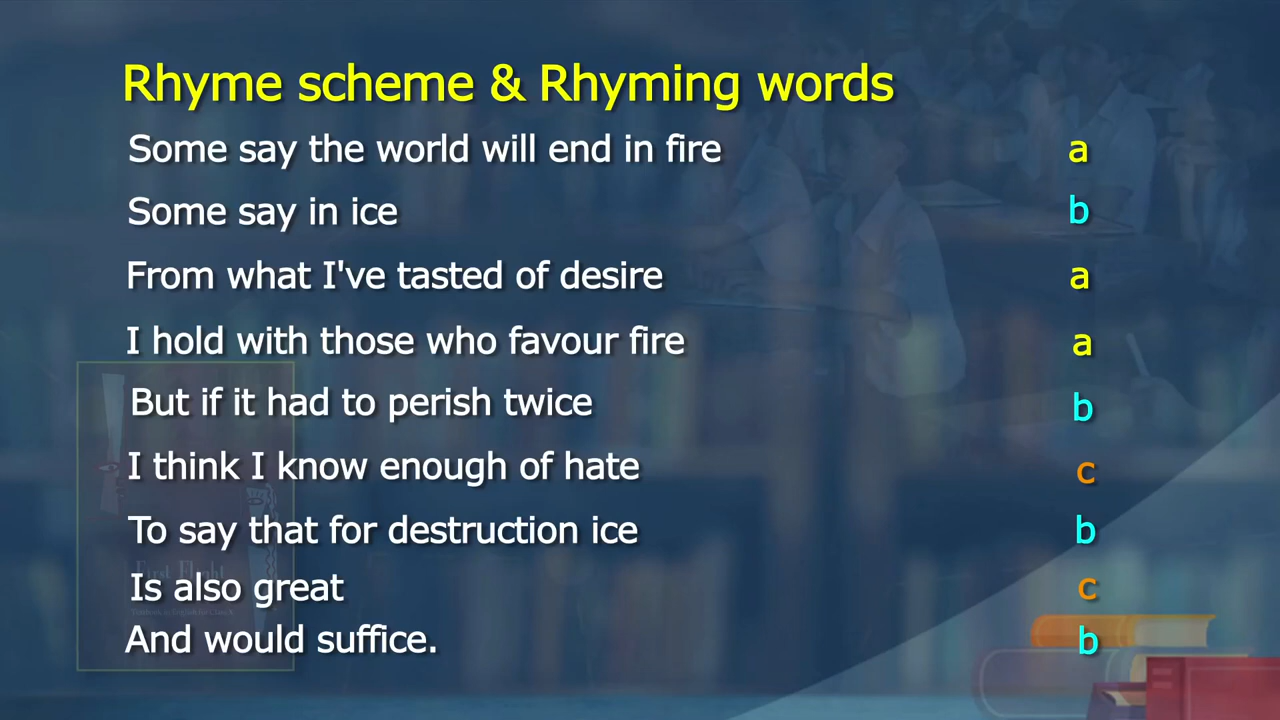 Rhyme scheme & Rhyming words
Some say the world will end in fire a
Some say in ice b
From what I've tasted of desire a
I hold with those who favour fire a
But if it had to perish twice b
I think I know enough of hate c
To say that for destruction ice b
Is also great c
And would suffice. b
First Flight